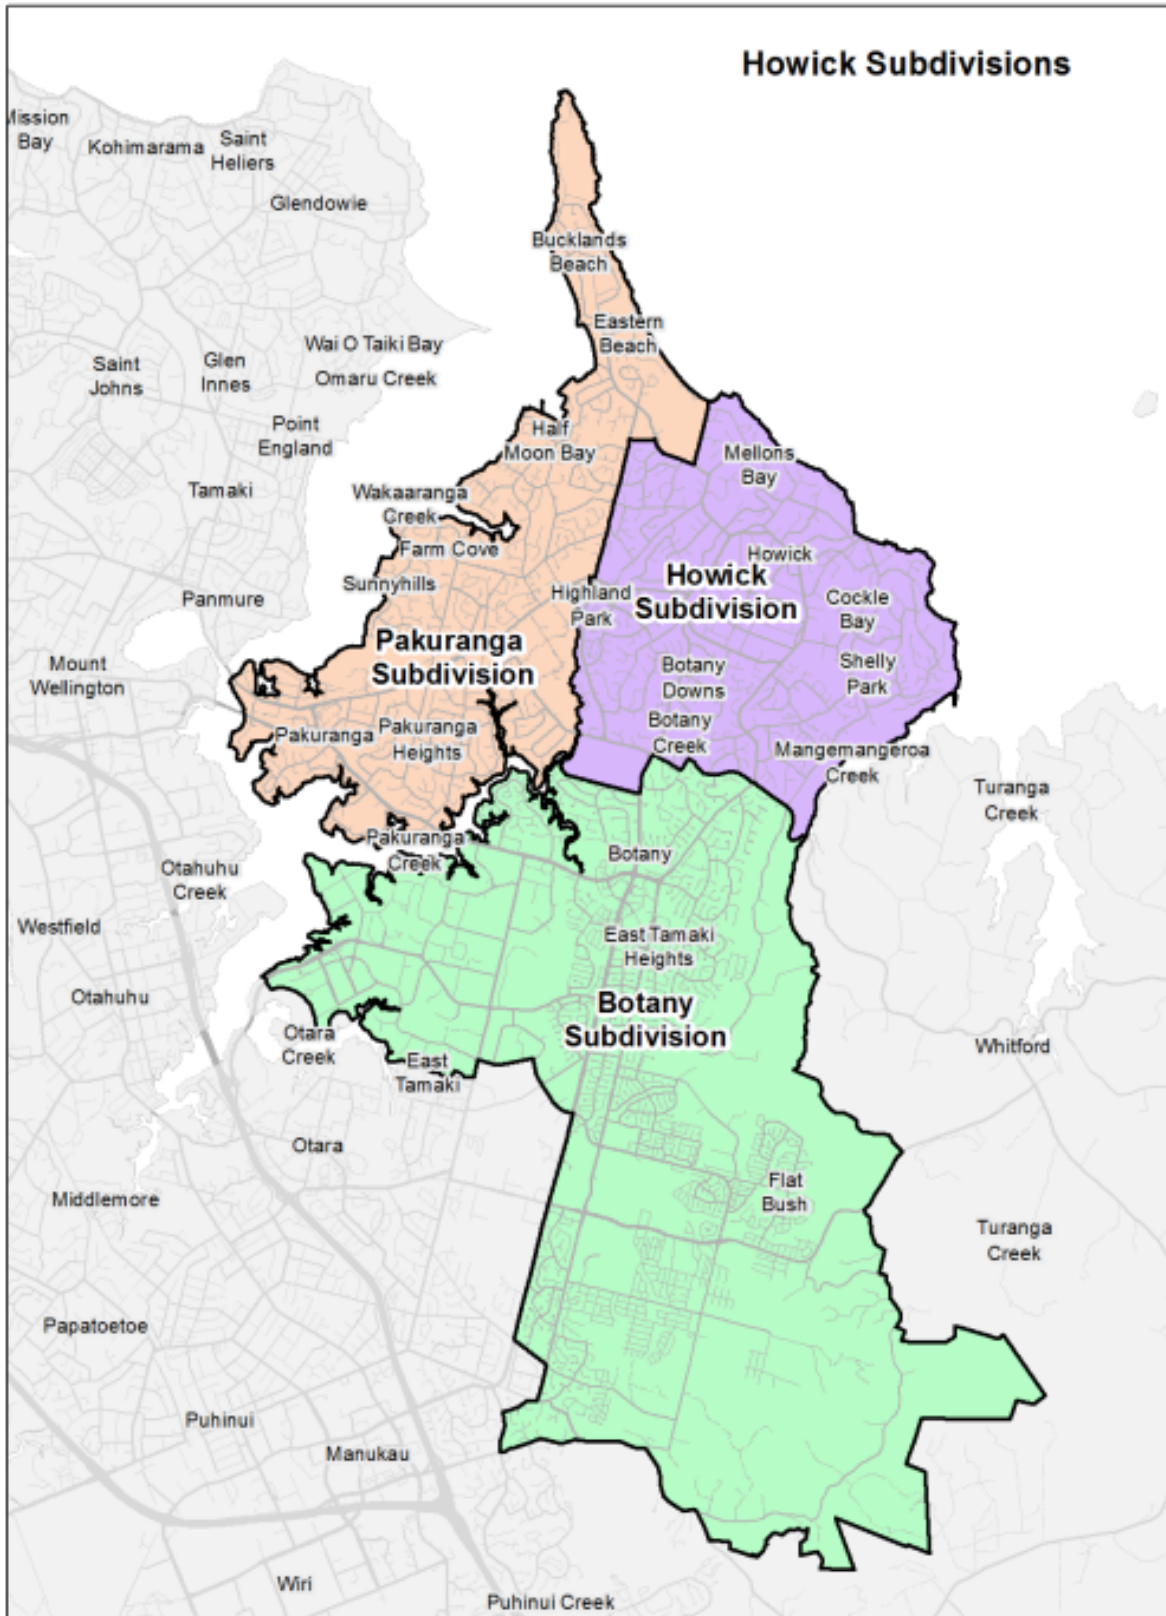 Howick Subdivisions
Mission
Bay
Kohimarama
Saint
Heliers
Glendowie
Bucklands
Beach
Eastern
Beach
Wai O Taiki Bay
Saint
Johns
Glen
Innes
Omaru Creek
Point
England
Half
Moon Bay
Mellons
Bay
Tamaki
Wakaaranga
Creek
Farm Cove
Howick
Sunnyhills
Highland
Park
Howick
Subdivision
Cockle
Bay
Panmure
Pakuranga
Subdivision
Mount
Wellington
Botany
Downs
Shelly
Park
Pakuranga
Pakuranga
Heights
Botany
Creek
Mangemangeroa
Creek
Turanga
Creek
Pakuranga
Creek
Botany
Otahuhu
Creek
Westfield
East Tamaki
Heights
Otahuhu
Botany
Subdivision
Otara
Creek
Whitford
East
Tamaki
Otara
Middlemore
Flat
Bush
Turanga
Creek
Papatoetoe
Puhinui
Manukau
Wiri
Puhinui Creek